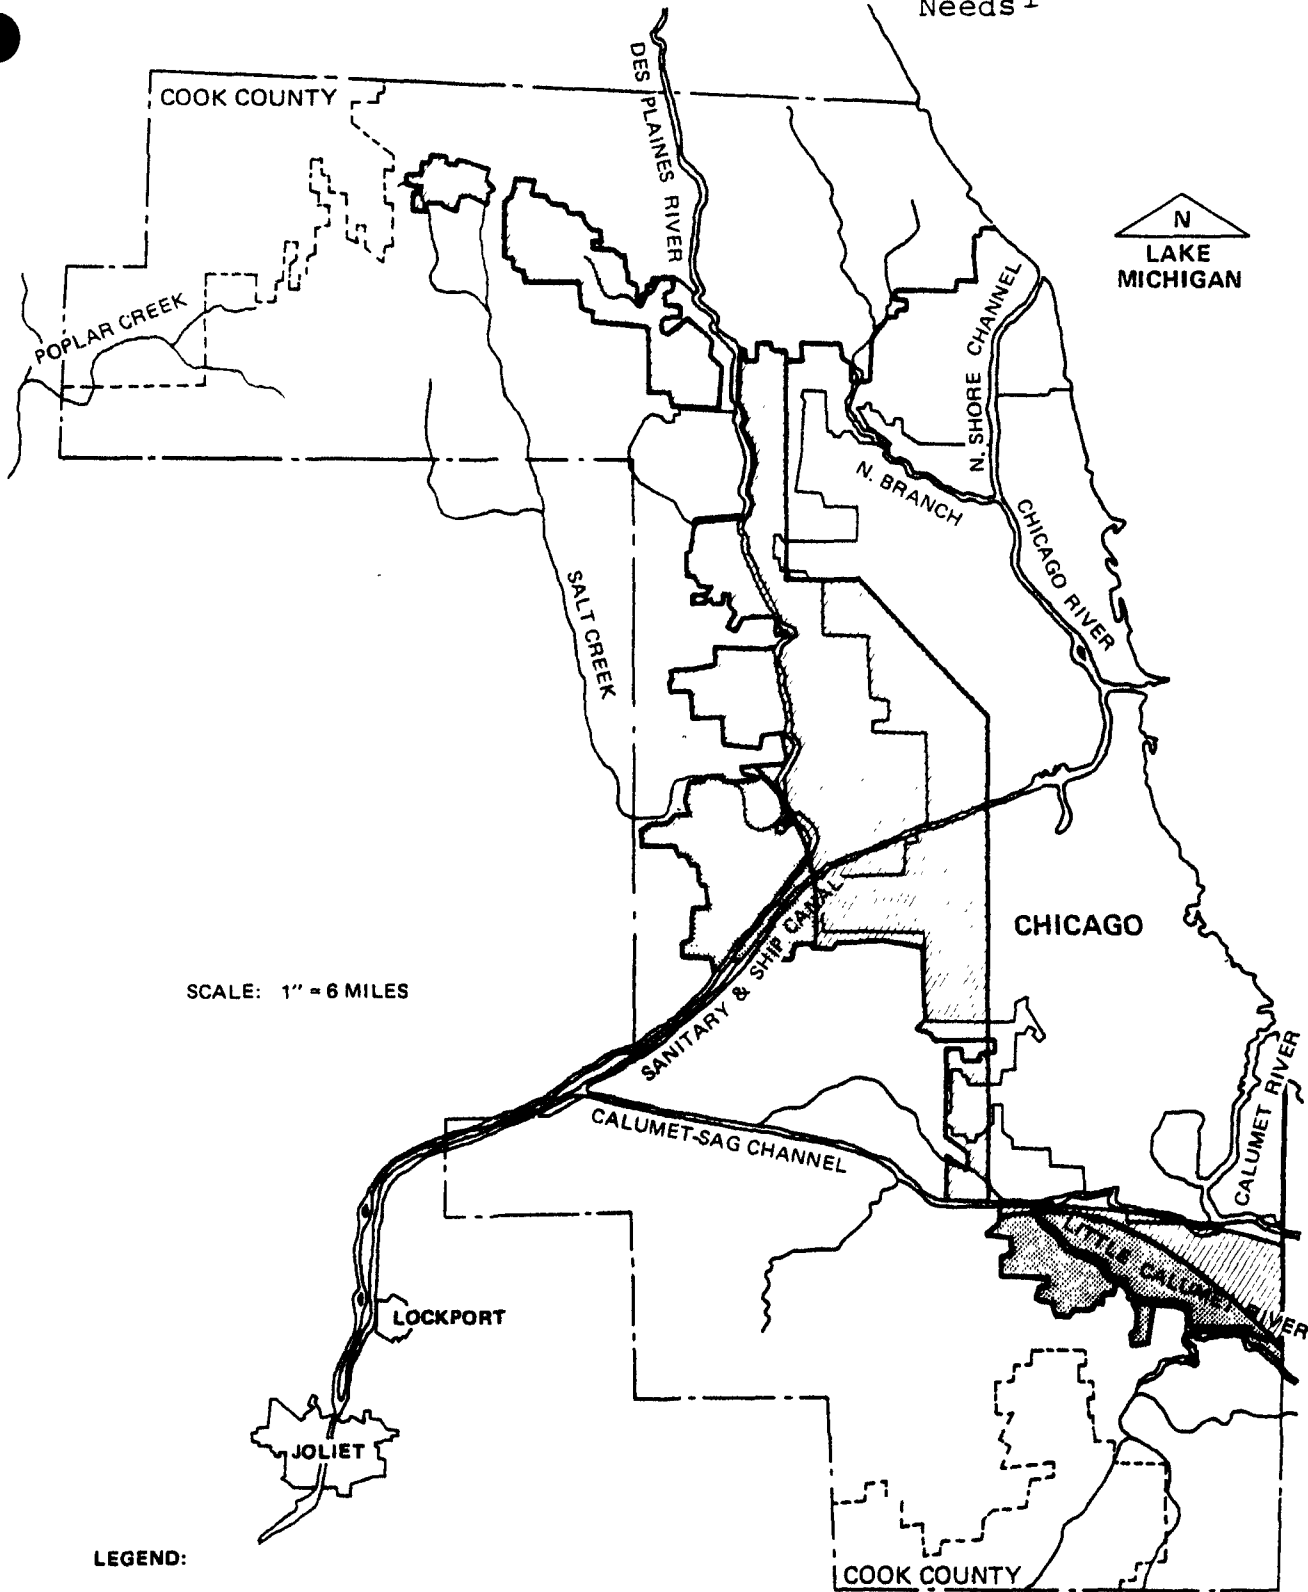 Needs 1
COOK COUNTY
DES PLAINES RIVER
N
LAKE
MICHIGAN
POPLAR CREEK
N. SHORE CHANNEL
N. BRANCH
CHICAGO RIVER
SALT CREEK
CHICAGO
SCALE: 1" = 6 MILES
SANITARY & SHIP CANAL
CALUMET RIVER
CALUMET-SAG CHANNEL
LITTLE CALUMET RIVER
LOCKPORT
JOLIET
LEGEND:
COOK COUNTY